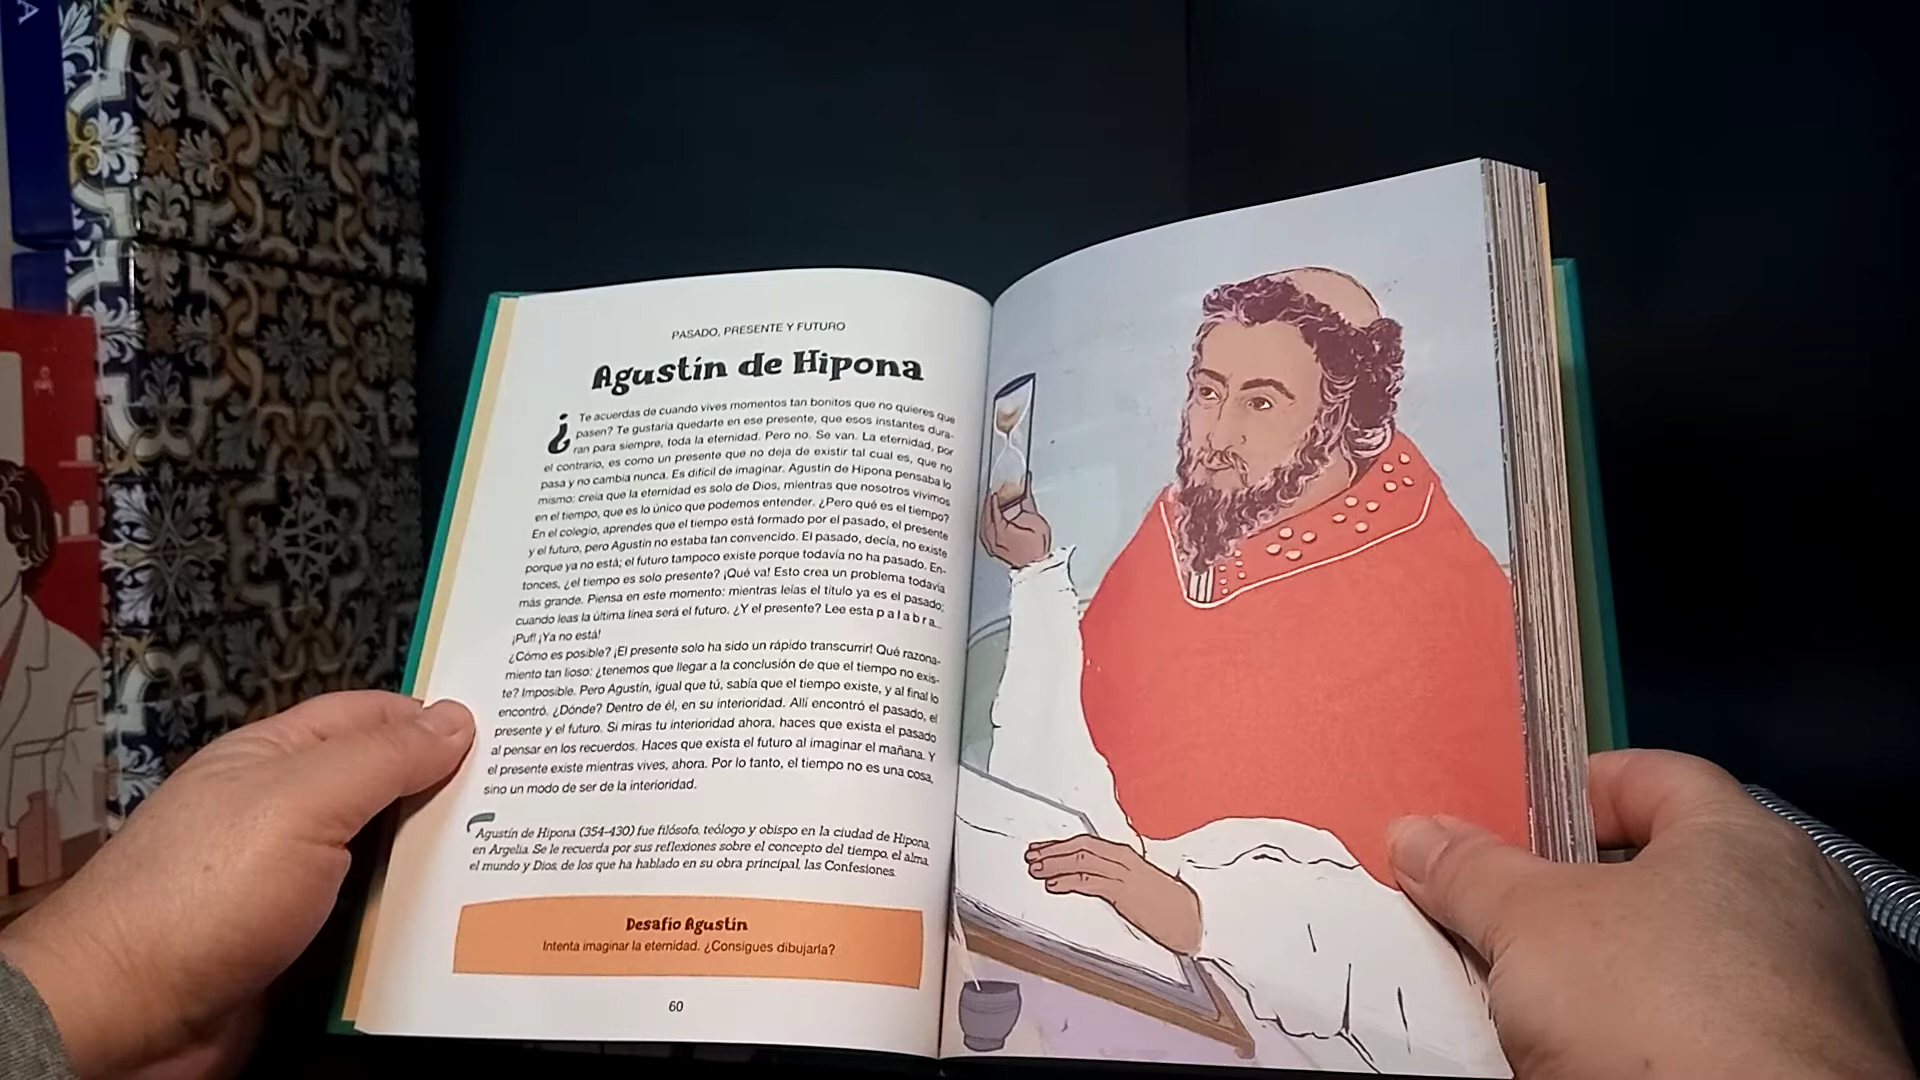 A
PASADO, PRESENTE Y FUTURO
Agustín de Hipona
¿Te acuerdas de cuando vives momentos tan bonitos que no quieres que
pasen? Te gustaría quedarte en ese presente, que esos instantes dura-
ran para siempre, toda la eternidad. Pero no. Se van. La eternidad, por
el contrario, es como un presente que no deja de existir tal cual es, que no
pasa y no cambia nunca. Es difícil de imaginar. Agustín de Hipona pensaba lo
mismo: creía que la eternidad es solo de Dios, mientras que nosotros vivimos
en el tiempo, que es lo único que podemos entender. ¿Pero qué es el tiempo?
En el colegio, aprendes que el tiempo está formado por el pasado, el presente
y el futuro, pero Agustín no estaba tan convencido. El pasado, decía, no existe
porque ya no está; el futuro tampoco existe porque todavía no ha pasado. En-
tonces, ¿el tiempo es solo presente? ¡Qué va! Esto crea un problema todavía
más grande. Piensa en este momento: mientras leías el título ya es el pasado;
cuando leas la última línea será el futuro. ¿Y el presente? Lee esta p a l a b r a...
¡Puf! ¡Ya no está!
¿Cómo es posible? ¡El presente solo ha sido un rápido transcurrir! Qué razona-
miento tan lioso: ¿tenemos que llegar a la conclusión de que el tiempo no exis-
te? Imposible. Pero Agustín, igual que tú, sabía que el tiempo existe, y al final lo
encontró. ¿Dónde? Dentro de él, en su interioridad. Allí encontró el pasado, el
presente y el futuro. Si miras tu interioridad ahora, haces que exista el pasado
al pensar en los recuerdos. Haces que exista el futuro al imaginar el mañana. Y
el presente existe mientras vives, ahora. Por lo tanto, el tiempo no es una cosa,
sino un modo de ser de la interioridad.
Agustín de Hipona (354-430) fue filósofo, teólogo y obispo en la ciudad de Hipona,
en Argelia. Se le recuerda por sus reflexiones sobre el concepto del tiempo, el alma,
el mundo y Dios, de los que ha hablado en su obra principal, las Confesiones.
Desafío Agustín
Intenta imaginar la eternidad. ¿Consigues dibujarla?
60